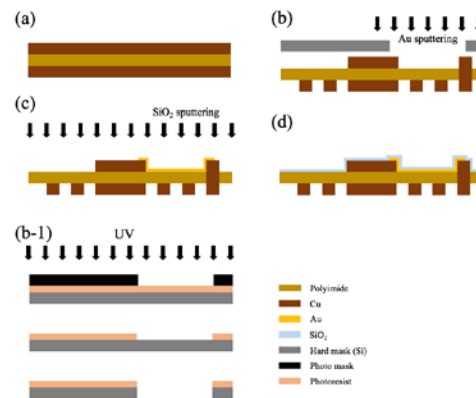 (a)
(b)
Au sputtering
(c)
SiO₂ sputtering
(d)
(b-1)
UV
Polyimide
Cu
Au
SiO₂
Hard mask (Si)
Photo mask
Photoresist